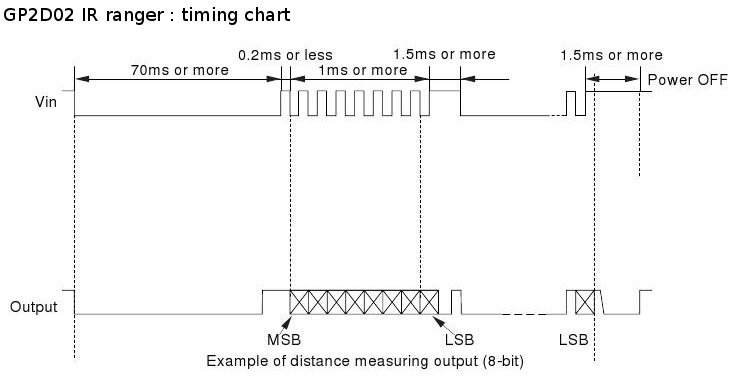 GP2D02 IR ranger : timing chart
0.2ms or less
1.5ms or more
1.5ms or more
70ms or more
1ms or more
Power OFF
Vin
Output
MSB
LSB
LSB
Example of distance measuring output (8-bit)